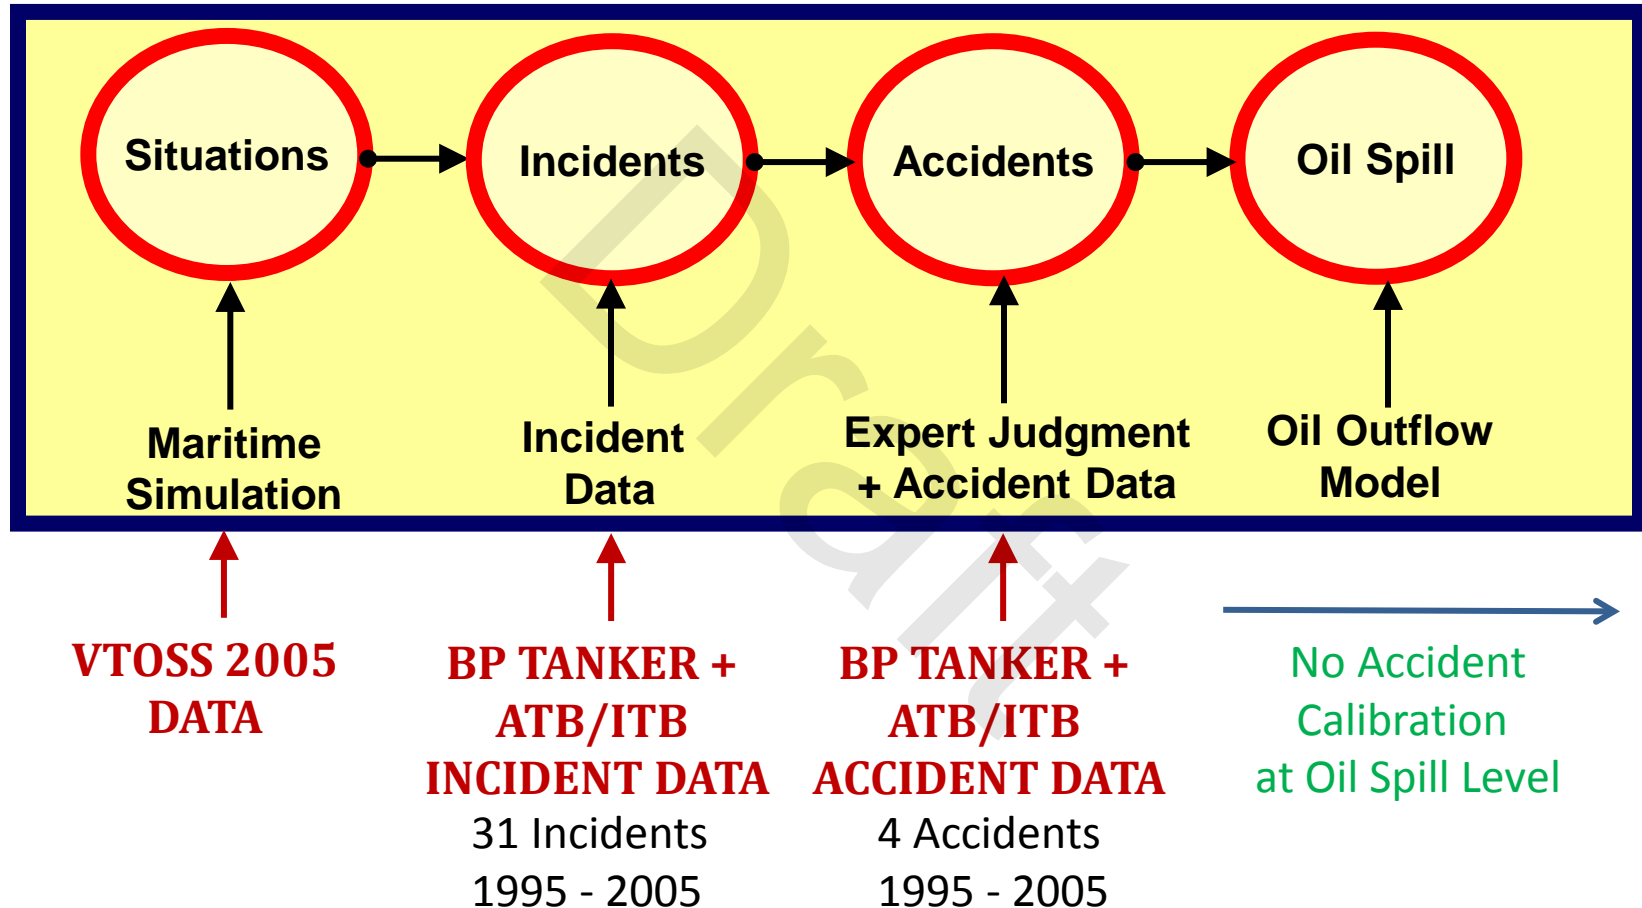 Situations
Incidents
Accidents
Oil Spill
Maritime
Simulation
Incident
Data
Expert Judgment
+ Accident Data
Oil Outflow
Model
VTOSS 2005
DATA
BP TANKER +
ATB/ITB
INCIDENT DATA
31 Incidents
1995 - 2005
BP TANKER +
ATB/ITB
ACCIDENT DATA
4 Accidents
1995 - 2005
No Accident
Calibration
at Oil Spill Level
Draft